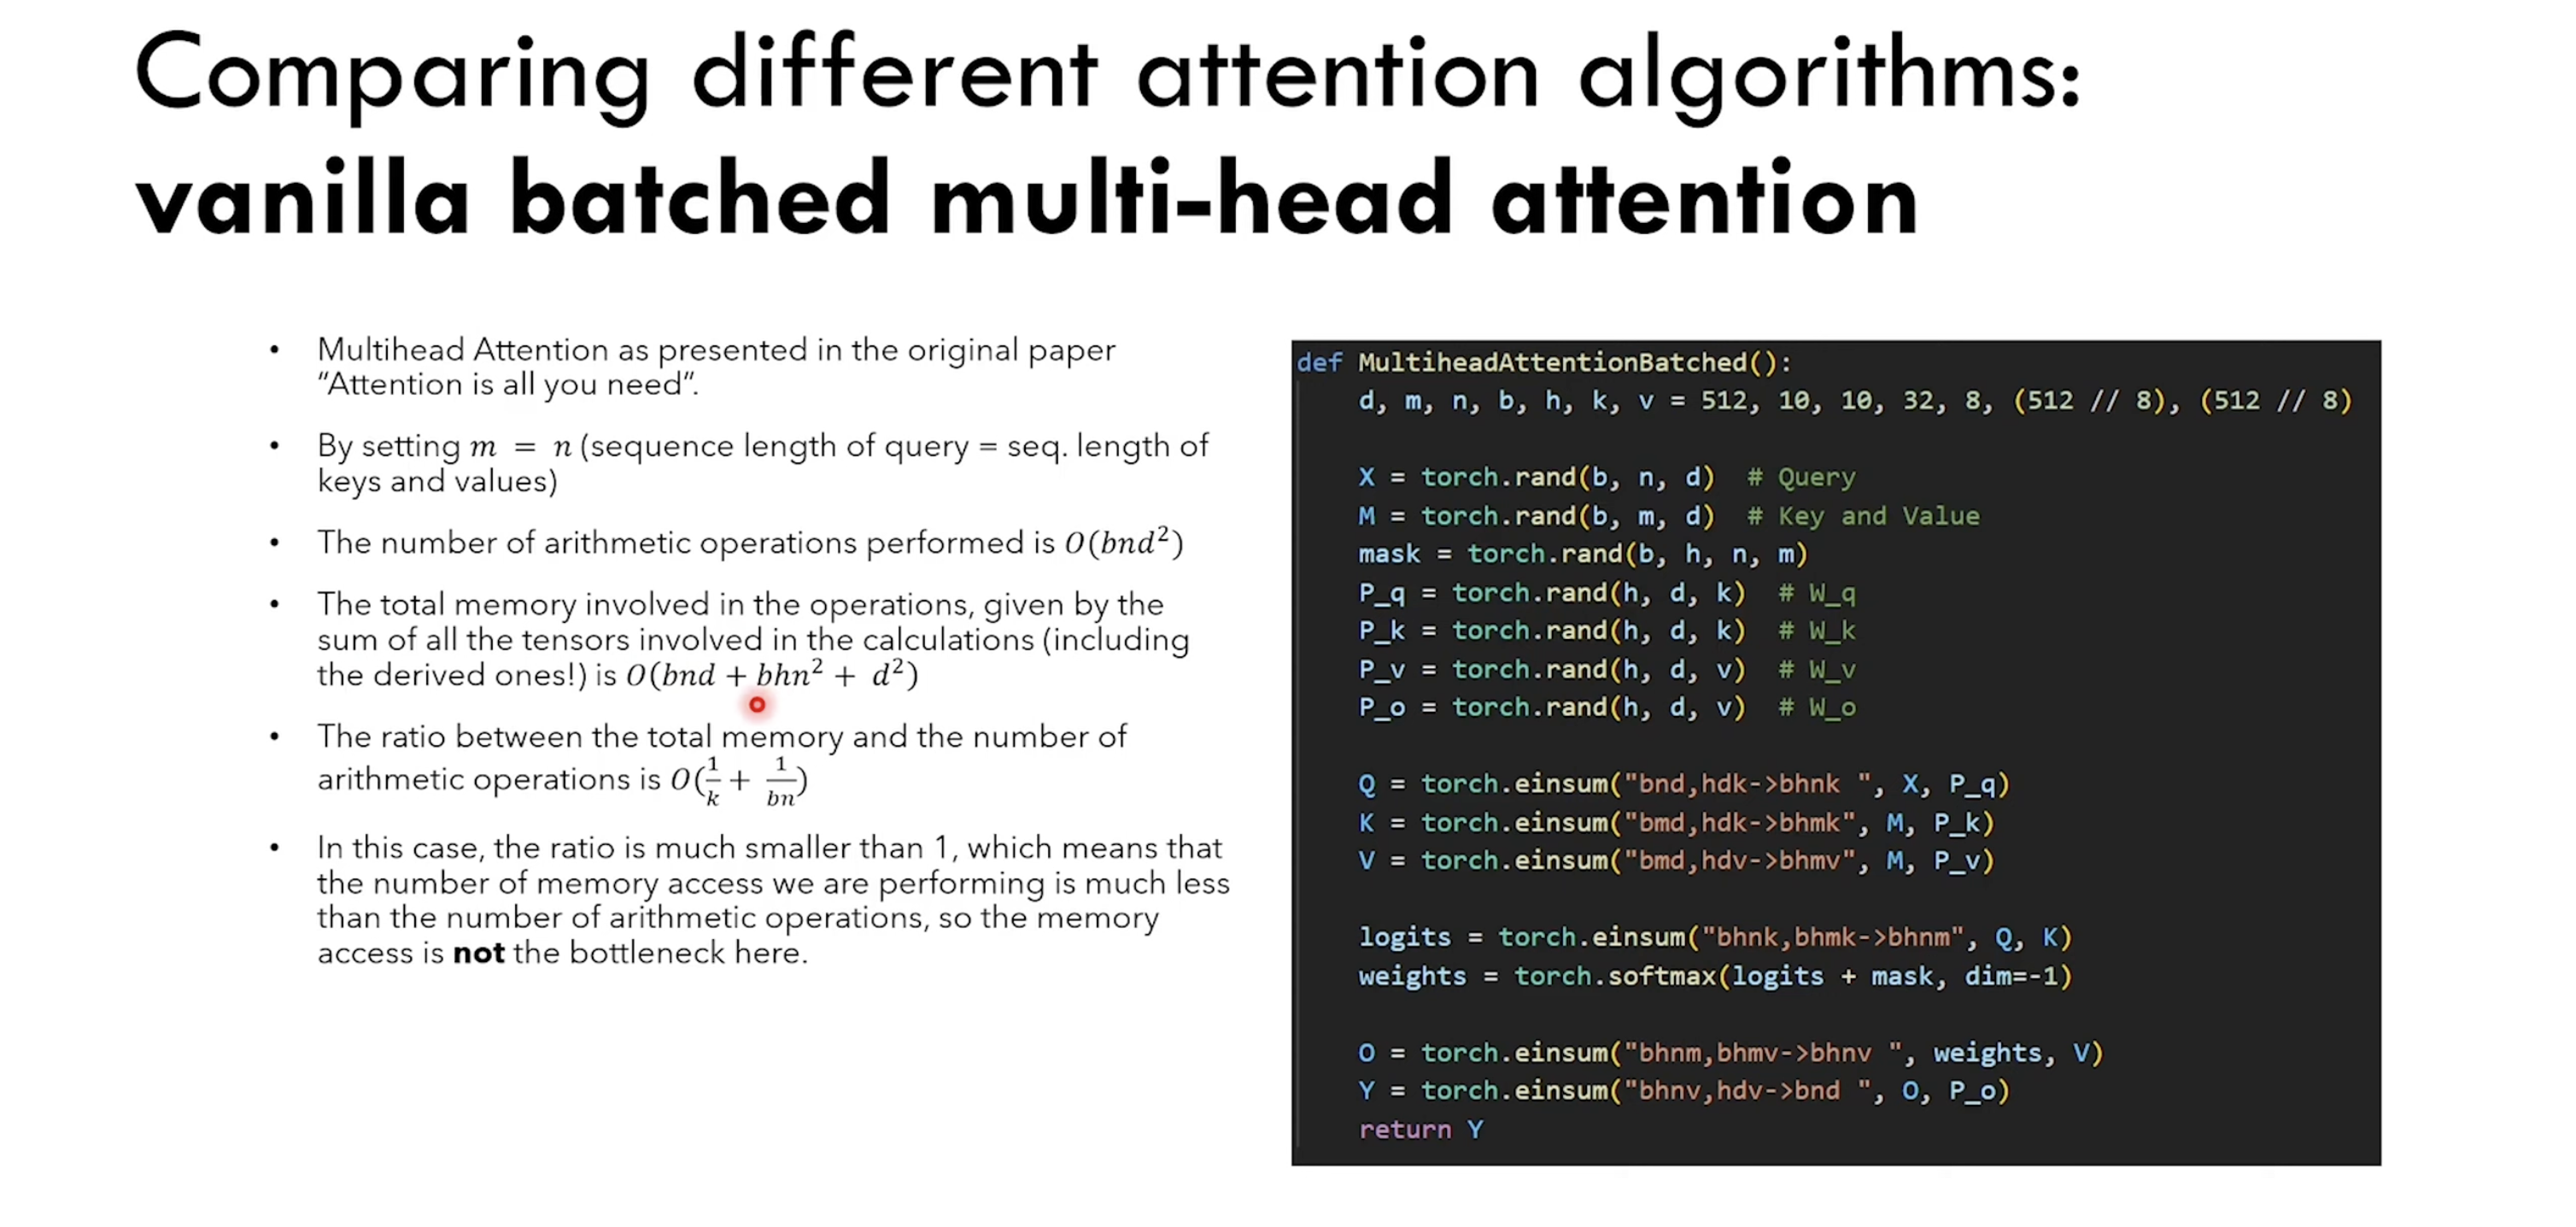 Comparing different attention algorithms:
vanilla batched multi-head attention
• Multihead Attention as presented in the original paper
“Attention is all you need”.
• By setting m = n (sequence length of query = seq. length of
keys and values)
• The number of arithmetic operations performed is O(bnd²)
• The total memory involved in the operations, given by the
sum of all the tensors involved in the calculations (including
the derived ones!) is O(bnd + bhn² + d²)
• The ratio between the total memory and the number of
arithmetic operations is O(1/k + 1/bn)
• In this case, the ratio is much smaller than 1, which means that
the number of memory access we are performing is much less
than the number of arithmetic operations, so the memory
access is not the bottleneck here.
def MultiheadAttentionBatched():
    d, m, n, b, h, k, v = 512, 10, 10, 32, 8, (512 // 8), (512 // 8)
    X = torch.rand(b, n, d)  # Query
    M = torch.rand(b, m, d)  # Key and Value
    mask = torch.rand(b, h, n, m)
    P_q = torch.rand(h, d, k)  # W_q
    P_k = torch.rand(h, d, k)  # W_k
    P_v = torch.rand(h, d, v)  # W_v
    P_o = torch.rand(h, d, v)  # W_o
    Q = torch.einsum("bnd,hdk->bhnk ", X, P_q)
    K = torch.einsum("bmd,hdk->bhmk", M, P_k)
    V = torch.einsum("bmd,hdv->bhmv", M, P_v)
    logits = torch.einsum("bhnk,bhmk->bhnm", Q, K)
    weights = torch.softmax(logits + mask, dim=-1)
    O = torch.einsum("bhnm,bhmv->bhnv ", weights, V)
    Y = torch.einsum("bhnv,hdv->bnd ", O, P_o)
    return Y